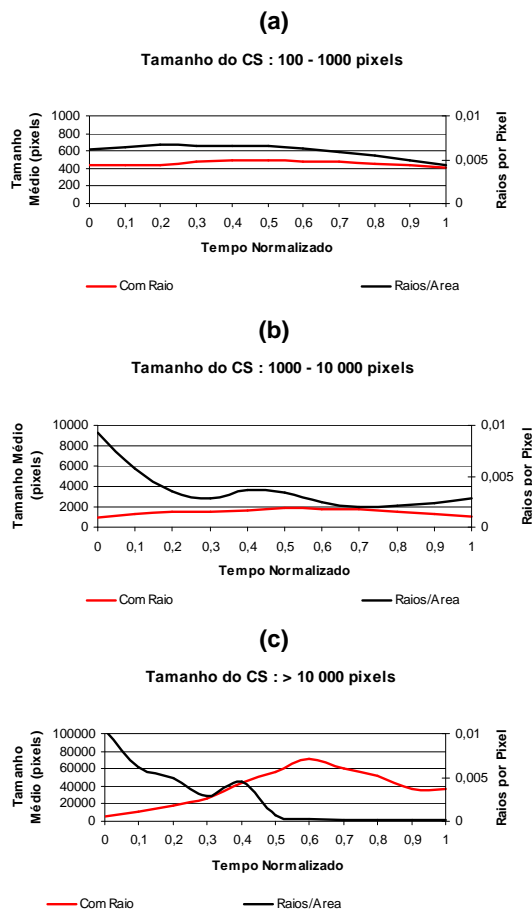 (a)
Tamanho do CS : 100 - 1000 pixels
Tamanho
Médio (pixels)
1000
800
600
400
200
0
0,01
0,005
0
Raios por Pixel
0 0,1 0,2 0,3 0,4 0,5 0,6 0,7 0,8 0,9 1
Tempo Normalizado
Com Raio Raios/Area
(b)
Tamanho do CS : 1000 - 10 000 pixels
Tamanho Médio
(pixels)
10000
8000
6000
4000
2000
0
0,01
0,005
0
Raios por Pixel
0 0,1 0,2 0,3 0,4 0,5 0,6 0,7 0,8 0,9 1
Tempo Normalizado
Com Raio Raios/Area
(c)
Tamanho do CS : > 10 000 pixels
Tamanho
Médio (pixels)
100000
80000
60000
40000
20000
0
0,01
0,005
0
Raios por Pixel
0 0,1 0,2 0,3 0,4 0,5 0,6 0,7 0,8 0,9 1
Tempo Normalizado
Com Raio Raios/Area